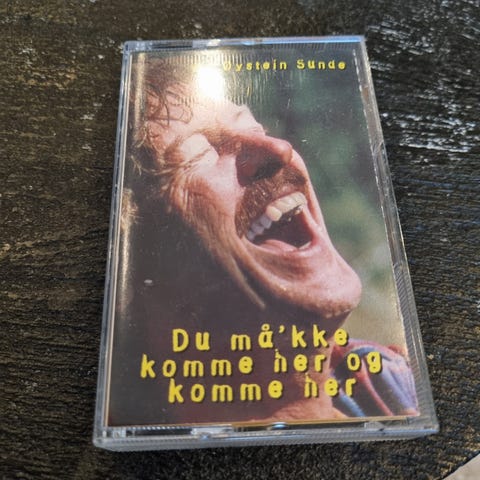 Øystein Sunde
Du må'kke
komme her og
komme her